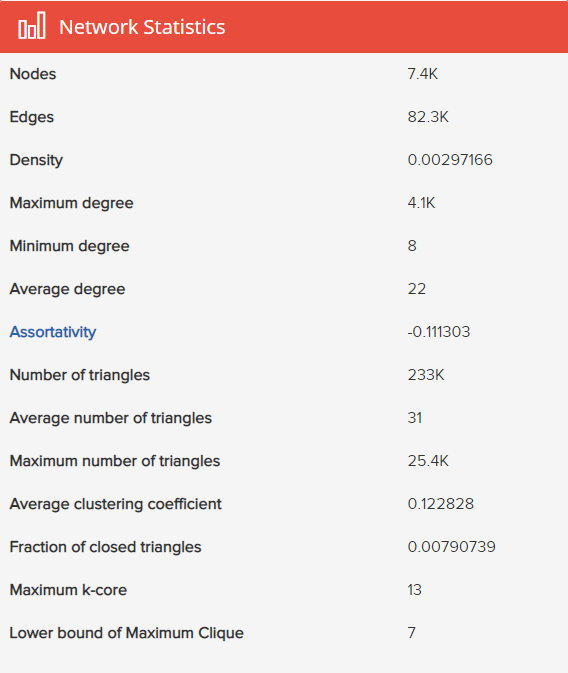 Network Statistics
Nodes 7.4K
Edges 82.3K
Density 0.00297166
Maximum degree 4.1K
Minimum degree 8
Average degree 22
Assortativity -0.111303
Number of triangles 233K
Average number of triangles 31
Maximum number of triangles 25.4K
Average clustering coefficient 0.122828
Fraction of closed triangles 0.00790739
Maximum k-core 13
Lower bound of Maximum Clique 7